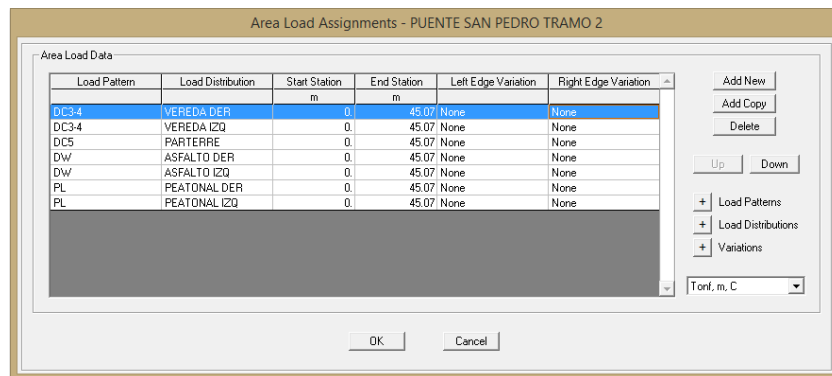 Area Load Assignments - PUENTE SAN PEDRO TRAMO 2
Area Load Data
Load Pattern Load Distribution Start Station End Station Left Edge Variation Right Edge Variation
m m
DC3-4 VEREDA DER 0. 45.07 None None
DC3-4 VEREDA IZQ 0. 45.07 None None
DC5 PARTERRE 0. 45.07 None None
DW ASFALTO DER 0. 45.07 None None
DW ASFALTO IZQ 0. 45.07 None None
PL PEATONAL DER 0. 45.07 None None
PL PEATONAL IZQ 0. 45.07 None None
Add New
Add Copy
Delete
Up Down
+ Load Patterns
+ Load Distributions
+ Variations
Tonf, m, C
OK Cancel